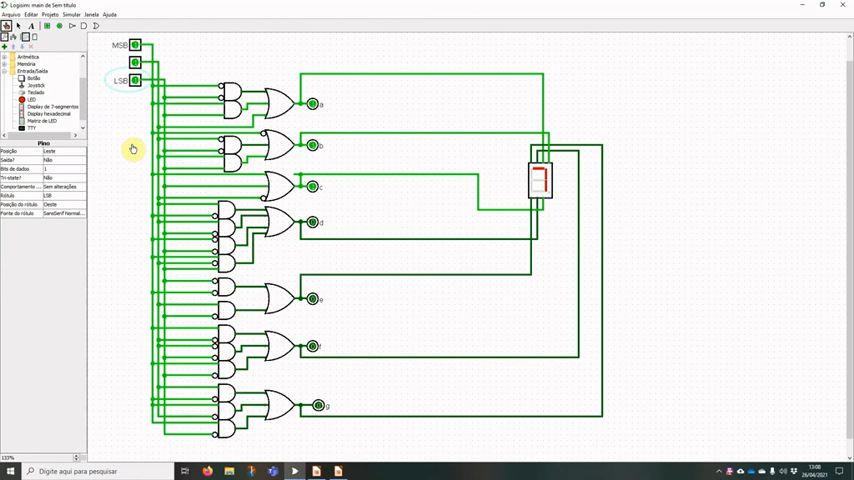 Logisim: main de Sem título
Arquivo Editar Projeto Simular Janela Ajuda
A
Aritmética
Memória
Entrada/Saída
Botão
Joystick
Teclado
LED
Display de 7-segmentos
Display hexadecimal
Matriz de LED
TTY
Pino
Posição Leste
Saída? Não
Bits de dados 1
Tri-state? Não
Comportamento ... Sem alterações
Rótulo LSB
Posição do rótulo Oeste
Fonte do rótulo SansSerif Normal...
133%
MSB
LSB
a
b
c
d
e
f
g
Digite aqui para pesquisar
13:08
26/04/2021